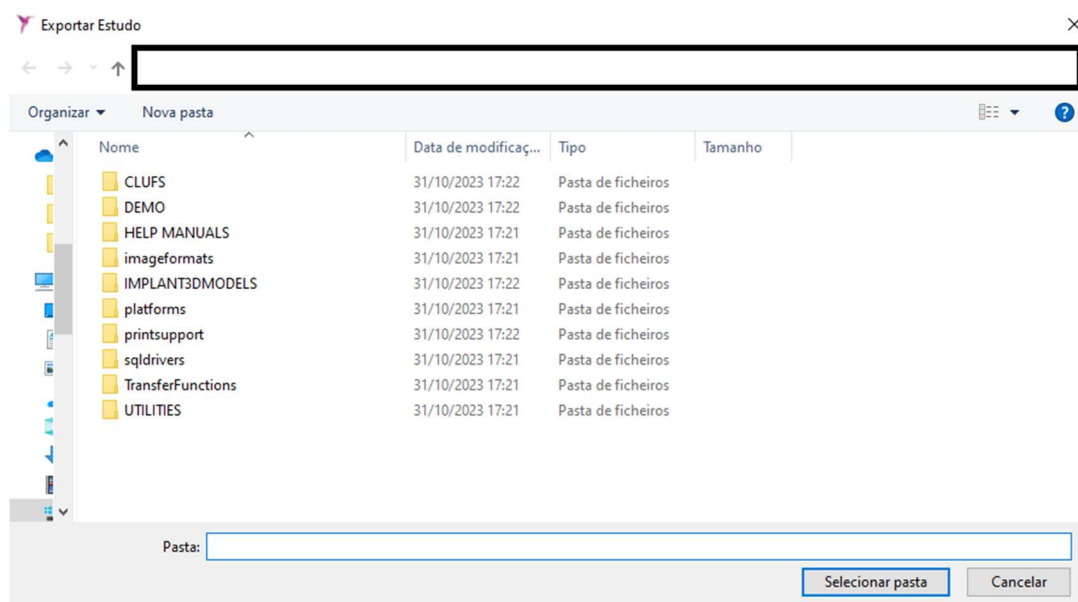 Exportar Estudo
Organizar Nova pasta ?
Nome Data de modificaç... Tipo Tamanho
CLUFS 31/10/2023 17:22 Pasta de ficheiros
DEMO 31/10/2023 17:22 Pasta de ficheiros
HELP MANUALS 31/10/2023 17:21 Pasta de ficheiros
imageformats 31/10/2023 17:21 Pasta de ficheiros
IMPLANT3DMODELS 31/10/2023 17:22 Pasta de ficheiros
platforms 31/10/2023 17:21 Pasta de ficheiros
printsupport 31/10/2023 17:22 Pasta de ficheiros
sqldrivers 31/10/2023 17:21 Pasta de ficheiros
TransferFunctions 31/10/2023 17:21 Pasta de ficheiros
UTILITIES 31/10/2023 17:21 Pasta de ficheiros
Pasta:
Selecionar pasta Cancelar